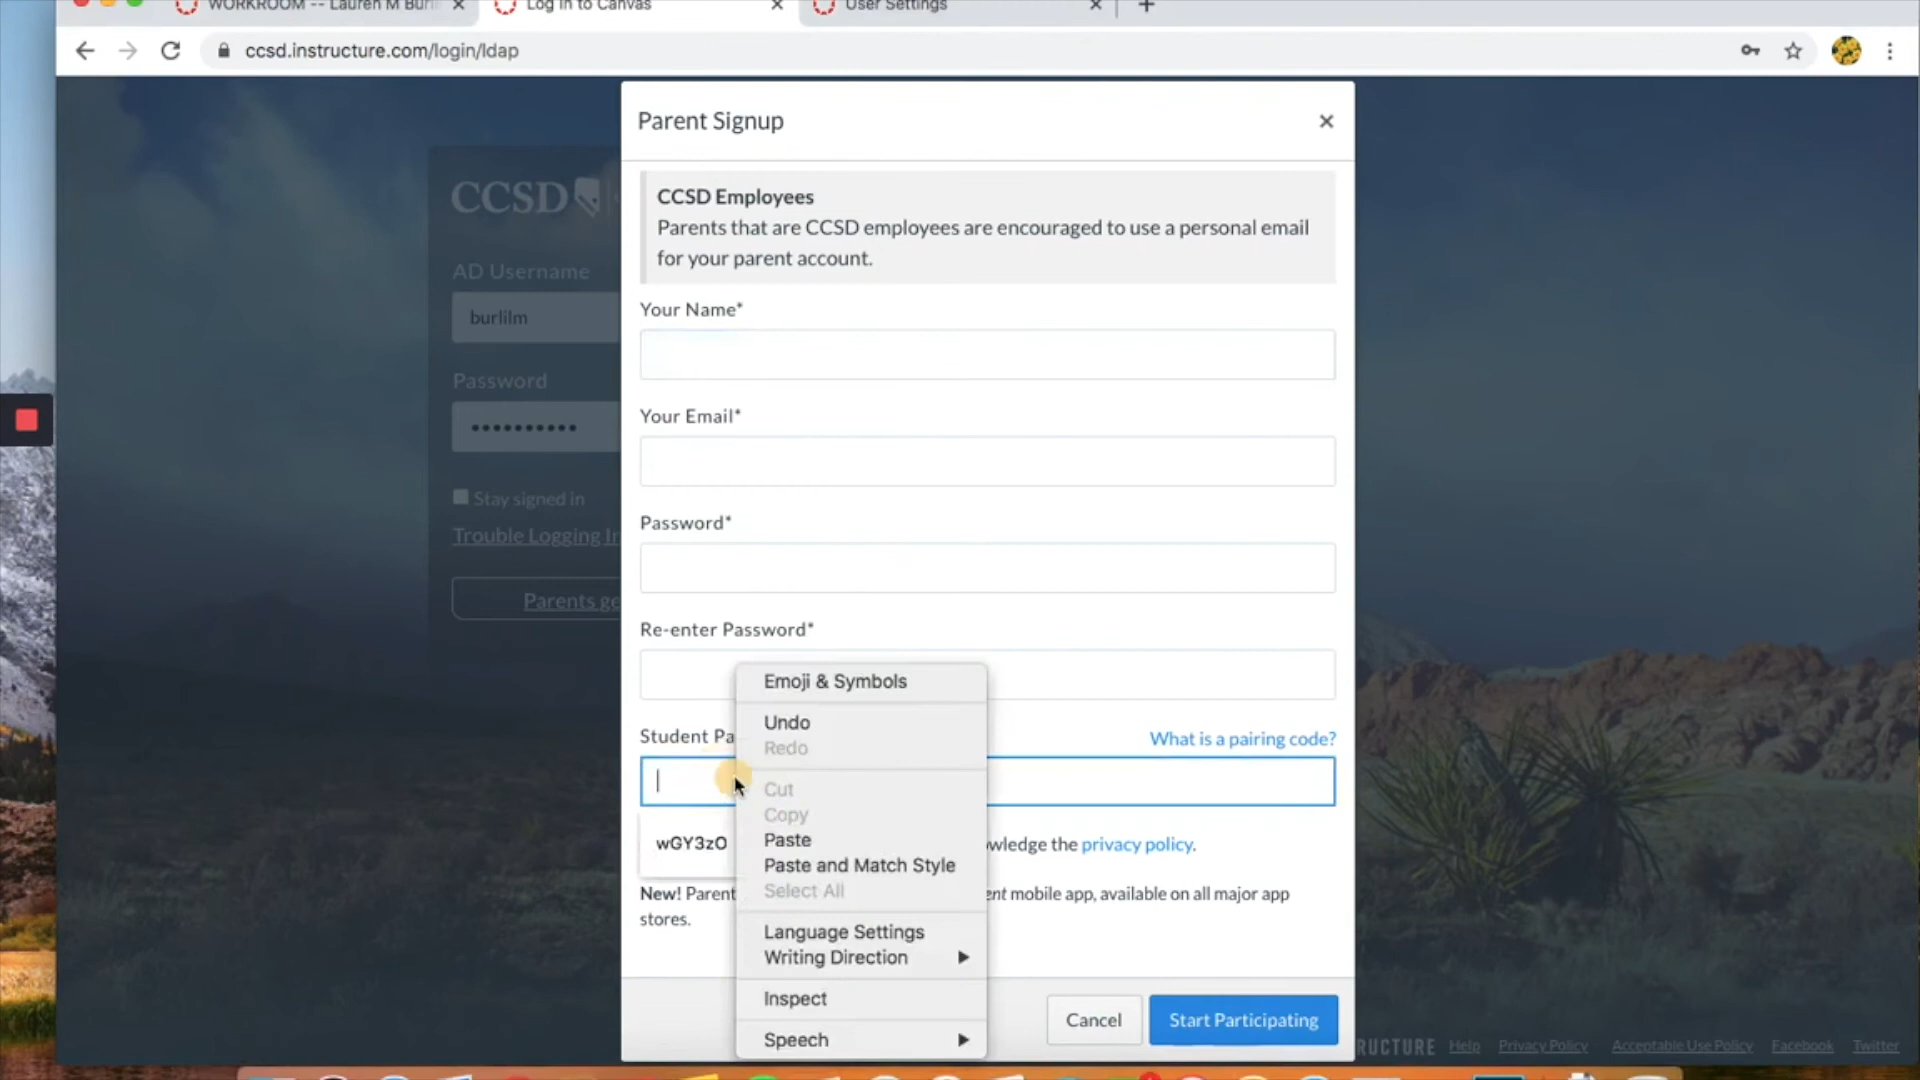 WORKROOM -- Lauren M Burli
Log In to Canvas
User Settings
ccsd.instructure.com/login/ldap
Parent Signup
CCSD
CCSD Employees
Parents that are CCSD employees are encouraged to use a personal email
for your parent account.
AD Username
burlilm
Your Name*
Password
••••••••••
Your Email*
Stay signed in
Trouble Logging In
Password*
Parents ge
Re-enter Password*
Student Pa
What is a pairing code?
wGY3zO
wledge the privacy policy.
New! Parent
ent mobile app, available on all major app
stores.
Emoji & Symbols
Undo
Redo
Cut
Copy
Paste
Paste and Match Style
Select All
Language Settings
Writing Direction
Inspect
Speech
Cancel
Start Participating
RUCTURE
Help
Privacy Policy
Acceptable Use Policy
Facebook
Twitter